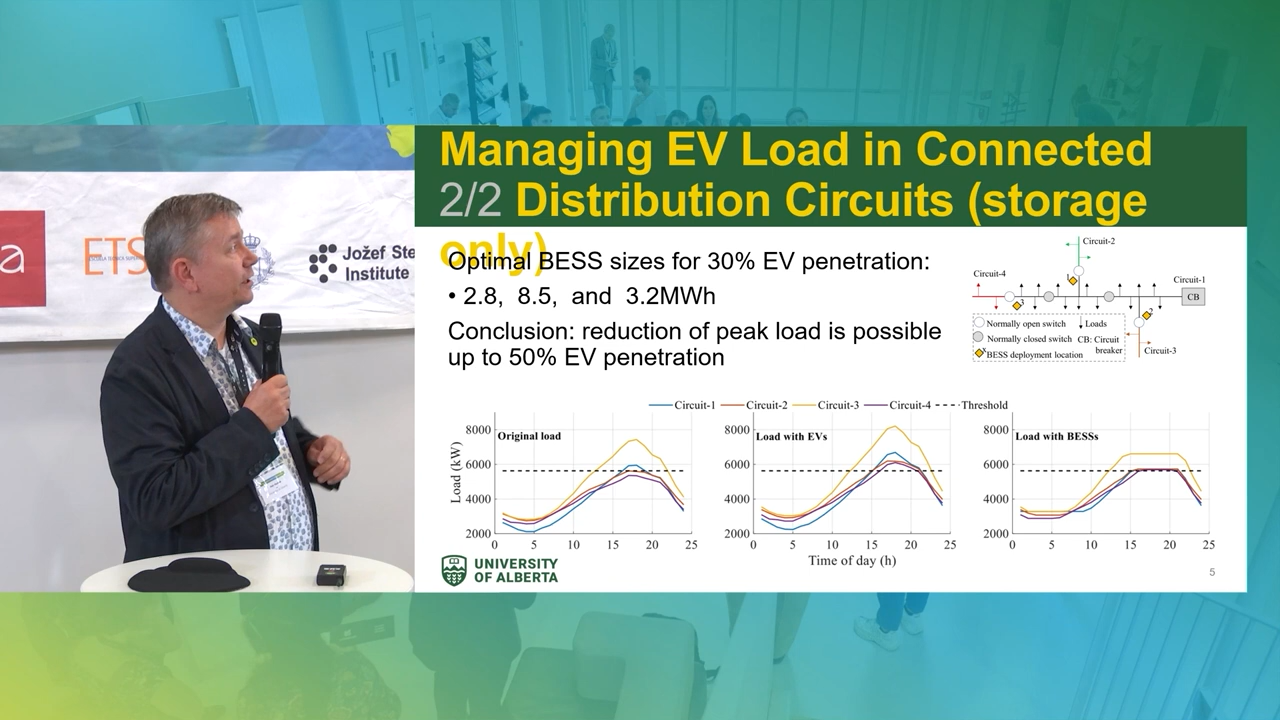 Managing EV Load in Connected
2/2 Distribution Circuits (storage
only)
Optimal BESS sizes for 30% EV penetration:
• 2.8, 8.5, and 3.2MWh
Conclusion: reduction of peak load is possible
up to 50% EV penetration
Circuit-2
Circuit-4
Circuit-1
1
CB
3
2
Normally open switch
Loads
Normally closed switch
CB: Circuit
breaker
x
BESS deployment location
Circuit-3
Circuit-1 Circuit-2 Circuit-3 Circuit-4 Threshold
Load (kW)
Original load
8000
6000
4000
2000
0 5 10 15 20 25
Load with EVs
8000
6000
4000
2000
0 5 10 15 20 25
Load with BESSs
8000
6000
4000
2000
0 5 10 15 20 25
Time of day (h)
UNIVERSITY
OF ALBERTA
5
a
ETS
Jožef Ste
Institute